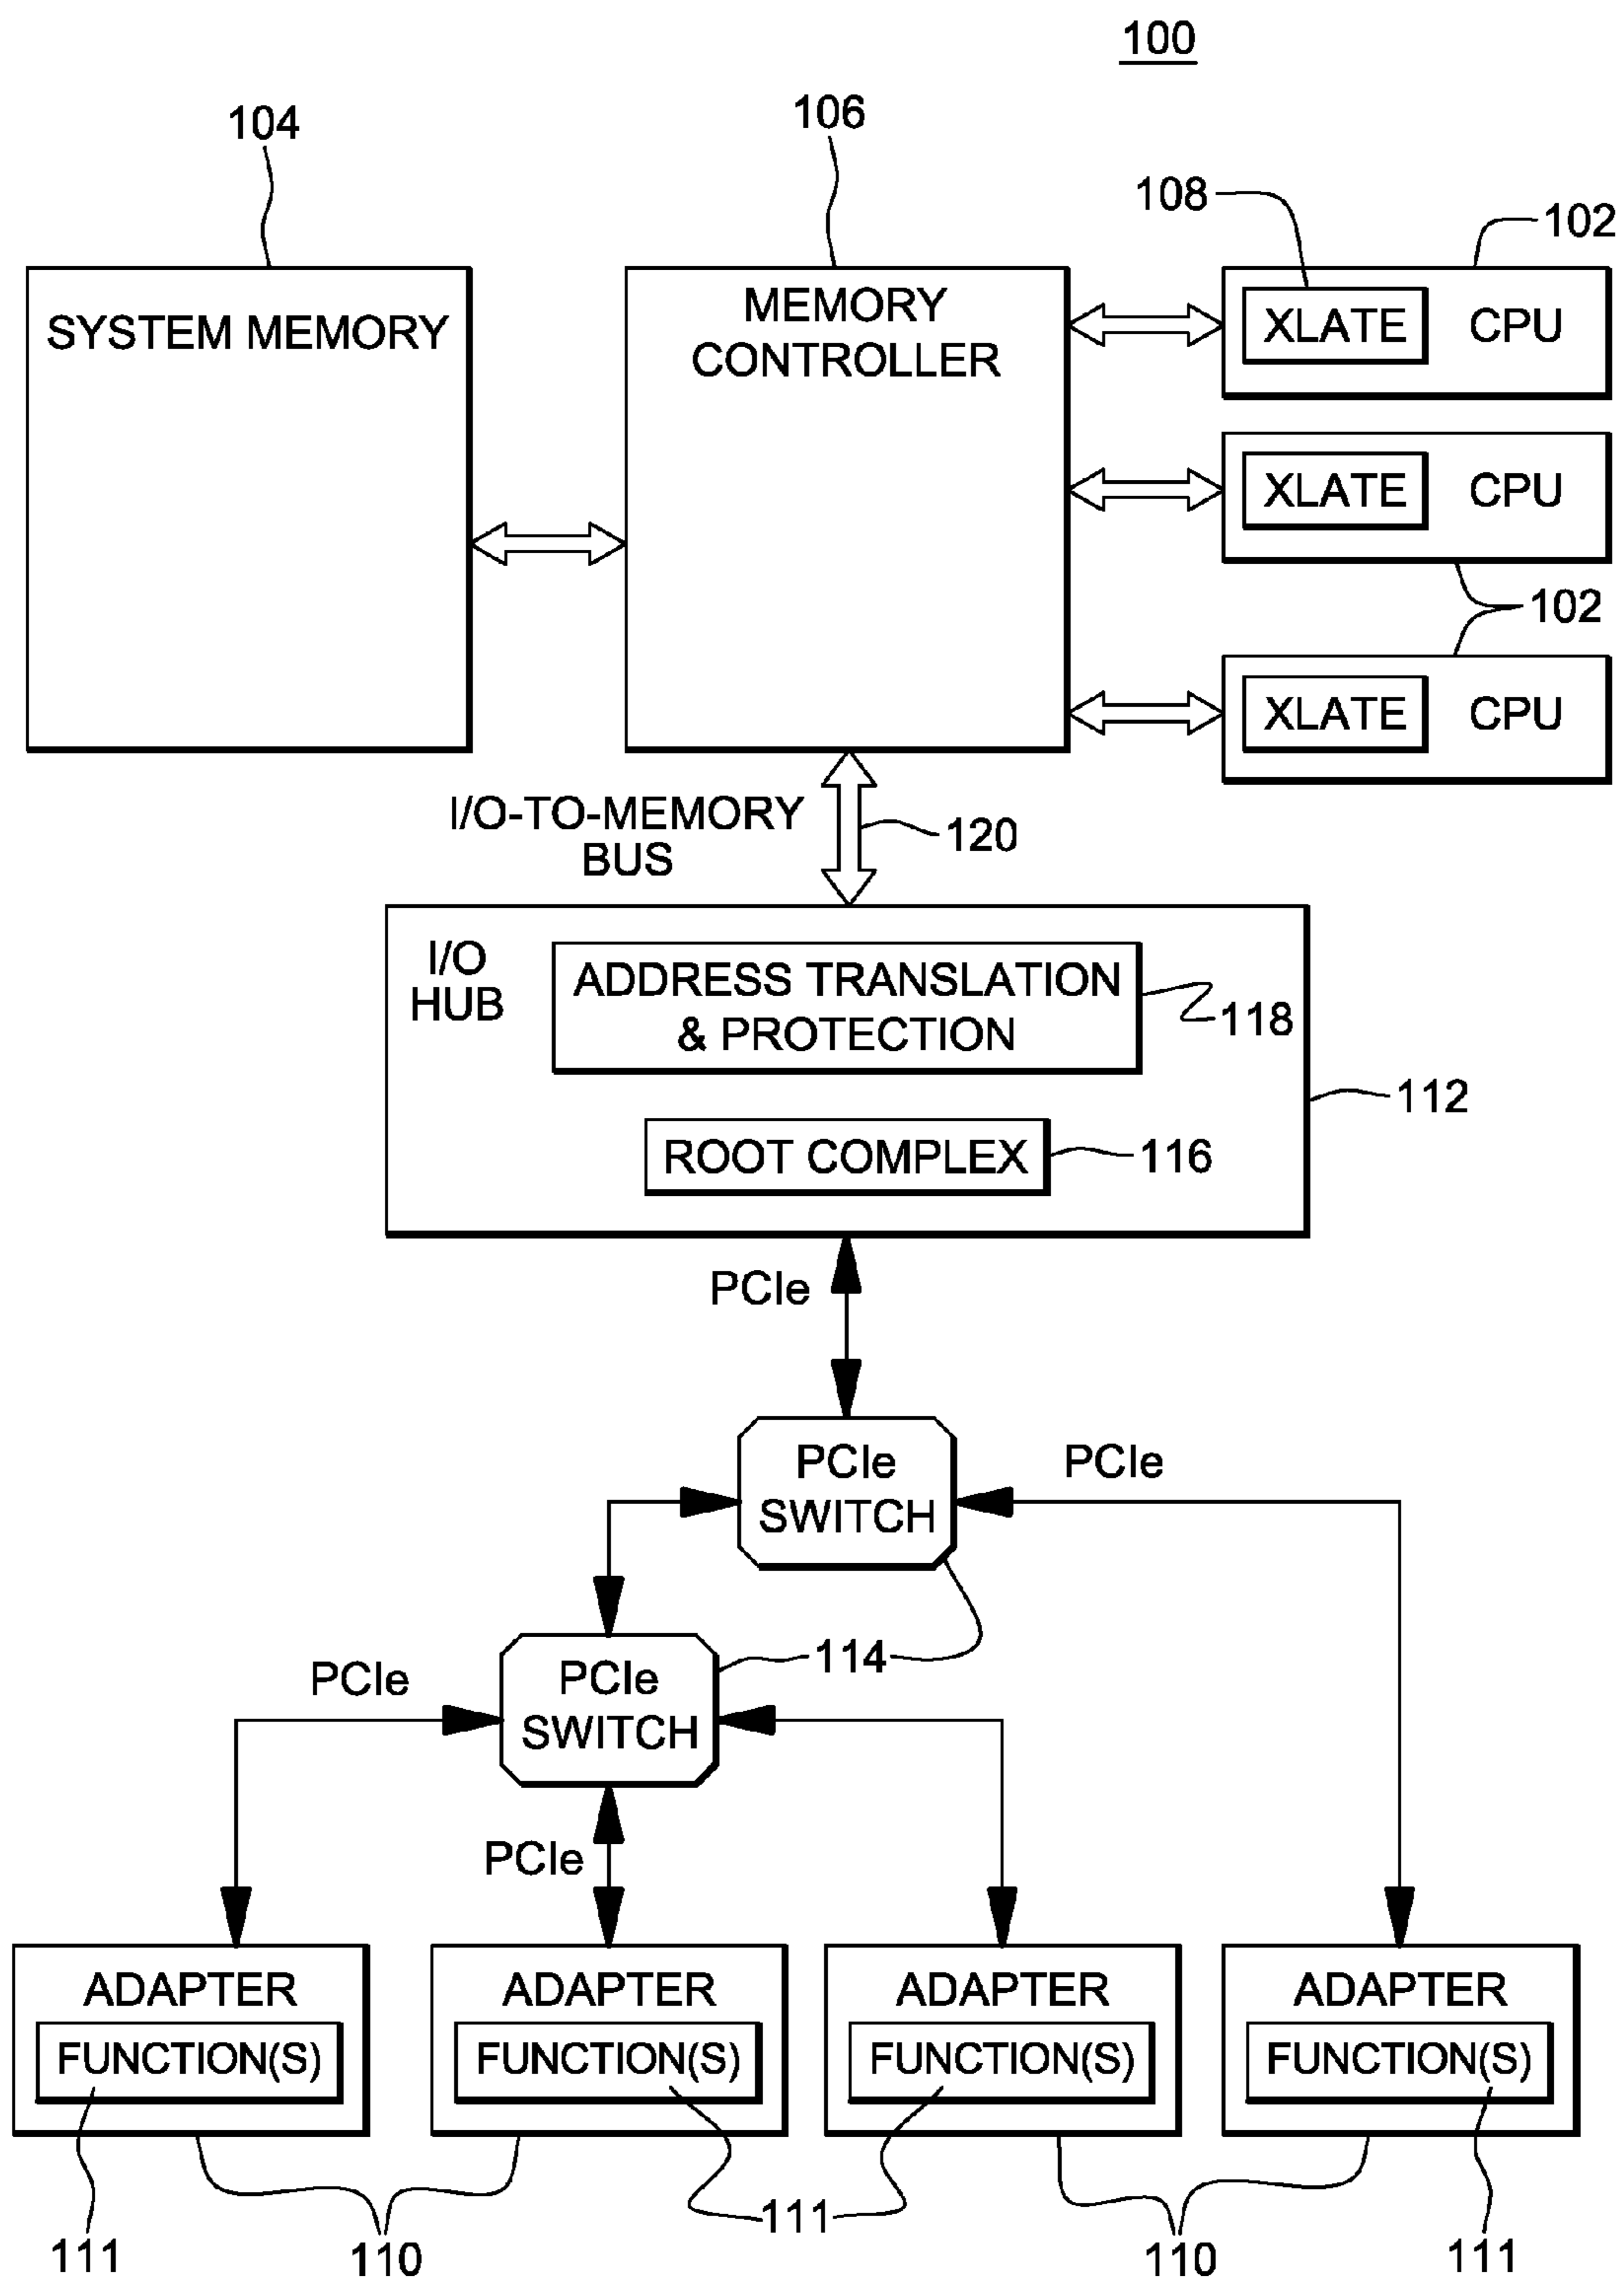 100
104
106
108
102
SYSTEM MEMORY
MEMORY
CONTROLLER
XLATE
CPU
XLATE
CPU
102
XLATE
CPU
I/O-TO-MEMORY
BUS
120
I/O
HUB
ADDRESS TRANSLATION
& PROTECTION
118
112
ROOT COMPLEX
116
PCIe
PCIe
SWITCH
PCIe
114
PCIe
PCIe
SWITCH
PCIe
ADAPTER
FUNCTION(S)
ADAPTER
FUNCTION(S)
ADAPTER
FUNCTION(S)
ADAPTER
FUNCTION(S)
111
110
111
110
111